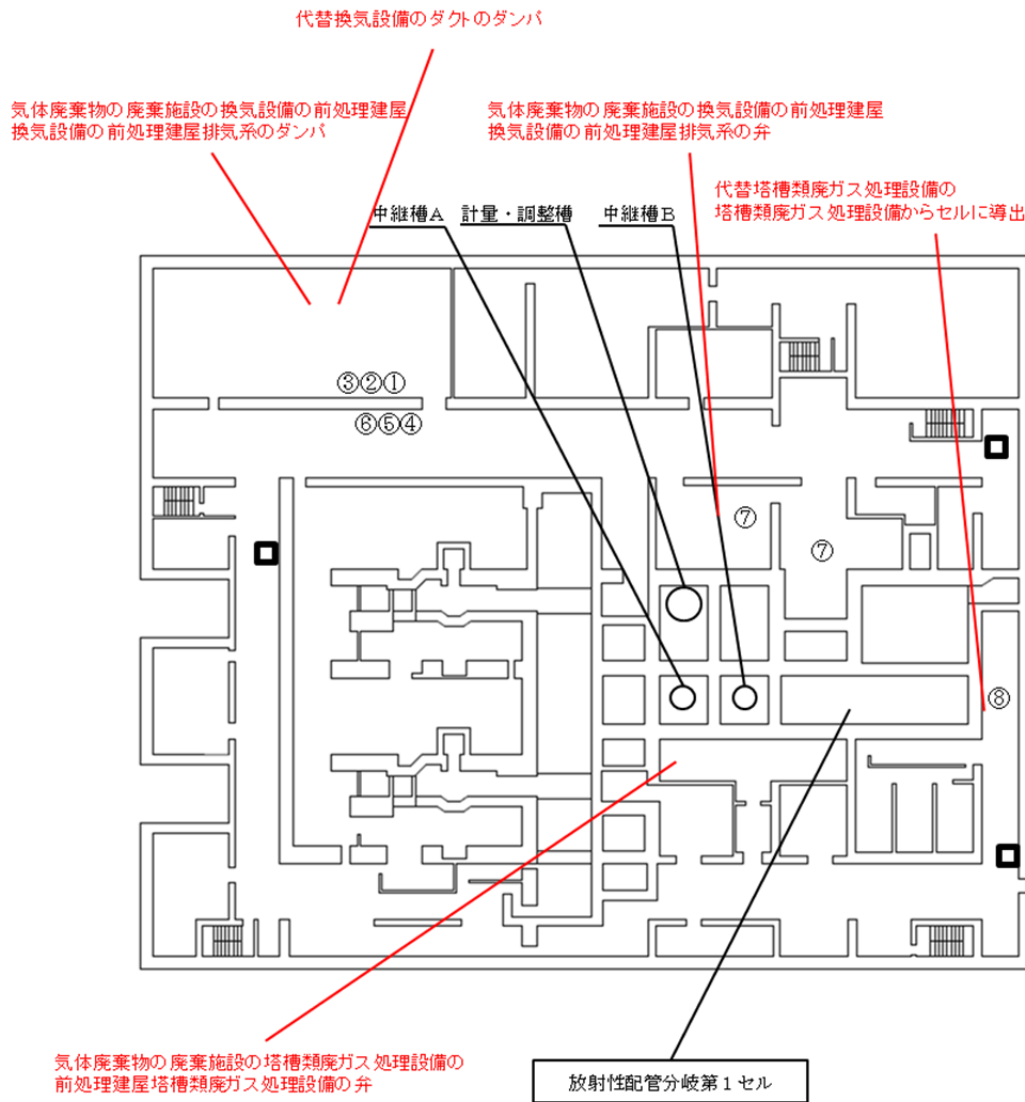 代替換気設備のダクトのダンパ
気体廃棄物の廃棄施設の換気設備の前処理建屋
換気設備の前処理建屋排気系のダンパ
気体廃棄物の廃棄施設の換気設備の前処理建屋
換気設備の前処理建屋排気系の弁
代替塔槽類廃ガス処理設備の
塔槽類廃ガス処理設備からセルに導出
中継槽A
計量・調整槽
中継槽B
③②①
⑥⑤④
⑦
⑦
⑧
気体廃棄物の廃棄施設の塔槽類廃ガス処理設備の
前処理建屋塔槽類廃ガス処理設備の弁
放射性配管分岐第1セル